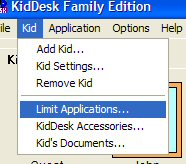 KidDesk Family Edition
File Kid Application Options Help
Add Kid...
Kid Settings...
Remove Kid
Limit Applications...
KidDesk Accessories...
Kid's Documents...